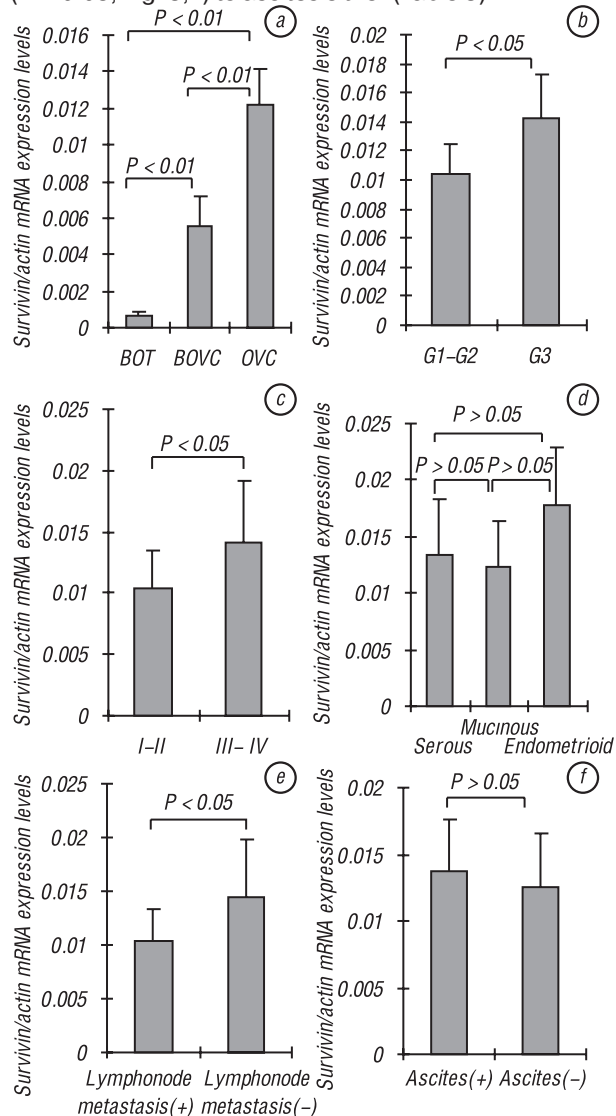 a
P < 0.01
P < 0.01
P < 0.01
Survivin/actin mRNA expression levels
0.016
0.014
0.012
0.01
0.008
0.006
0.004
0.002
0
BOT BOVC OVC
b
P < 0.05
Survivin/actin mRNA expression levels
0.02
0.018
0.016
0.014
0.012
0.01
0.008
0.006
0.004
0.002
0
G1–G2 G3
c
P < 0.05
Survivin/actin mRNA expression levels
0.025
0.02
0.015
0.01
0.005
0
I–II III– IV
d
P > 0.05
P > 0.05 P > 0.05
Survivin/actin mRNA expression levels
0.025
0.02
0.015
0.01
0.005
0
Mucinous
Serous Endometrioid
e
P < 0.05
Survivin/actin mRNA expression levels
0.025
0.02
0.015
0.01
0.005
0
Lymphonode Lymphonode
metastasis(+) metastasis(–)
f
P > 0.05
Survivin/actin mRNA expression levels
0.02
0.015
0.01
0.005
0
Ascites(+) Ascites(–)